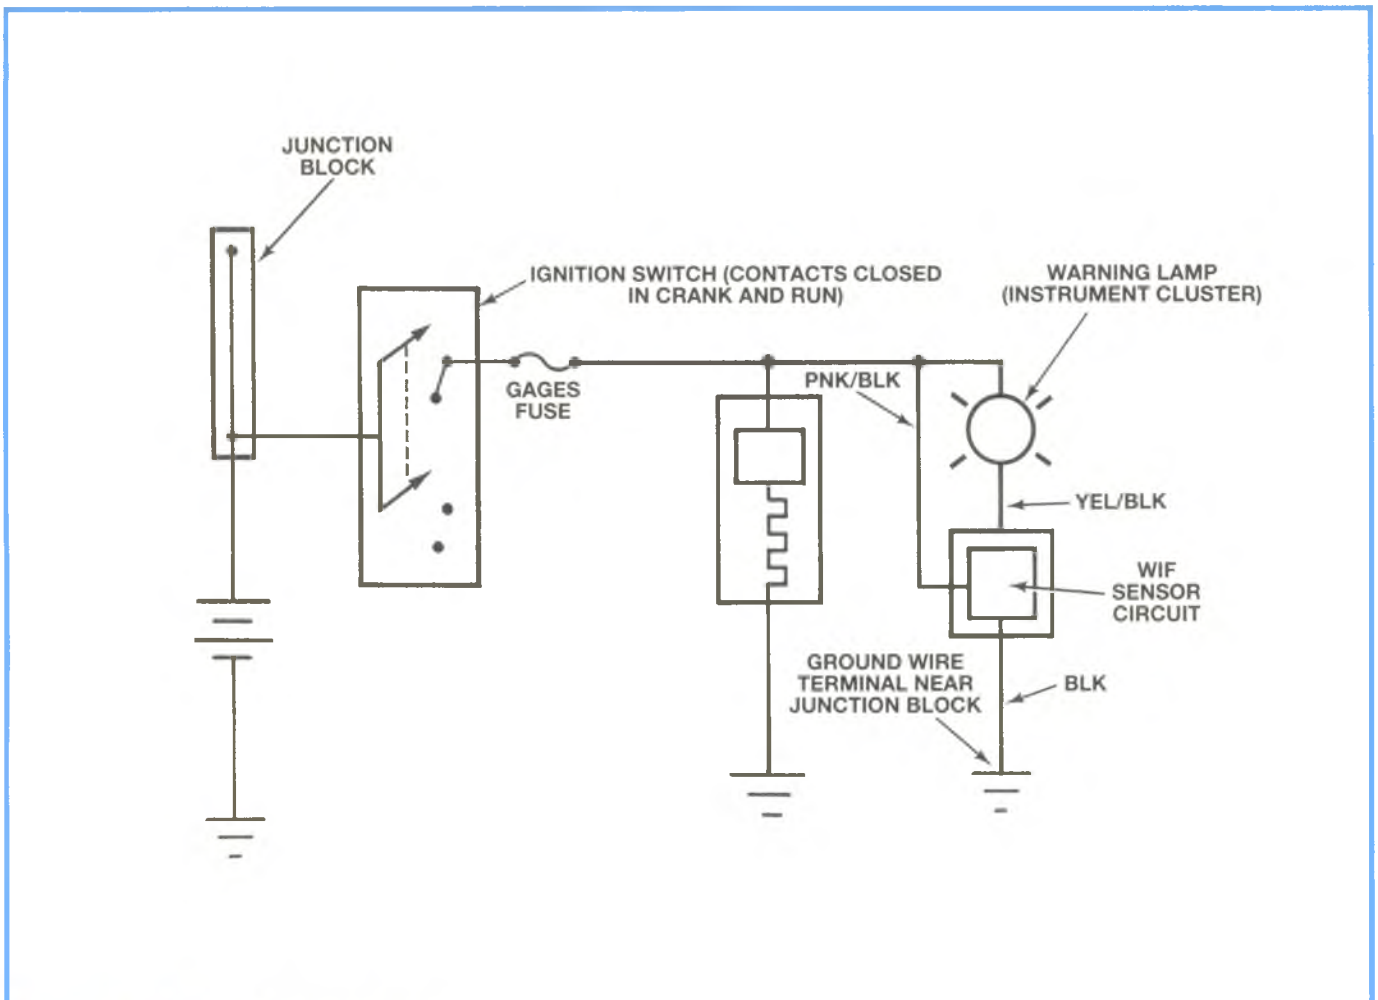 JUNCTION
BLOCK
IGNITION SWITCH (CONTACTS CLOSED
IN CRANK AND RUN)
WARNING LAMP
(INSTRUMENT CLUSTER)
GAGES
FUSE
PNK/BLK
YEL/BLK
WIF
SENSOR
CIRCUIT
GROUND WIRE
TERMINAL NEAR
JUNCTION BLOCK
BLK